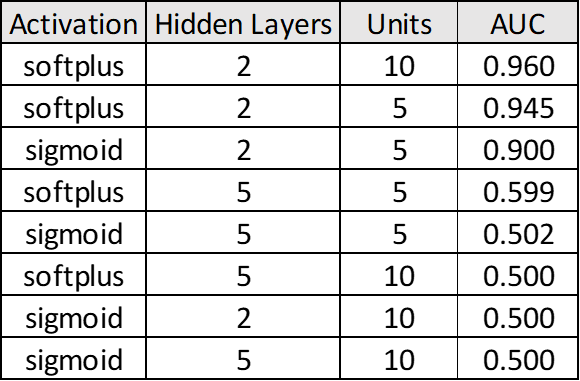 Activation Hidden Layers Units AUC
softplus 2 10 0.960
softplus 2 5 0.945
sigmoid 2 5 0.900
softplus 5 5 0.599
sigmoid 5 5 0.502
softplus 5 10 0.500
sigmoid 2 10 0.500
sigmoid 5 10 0.500